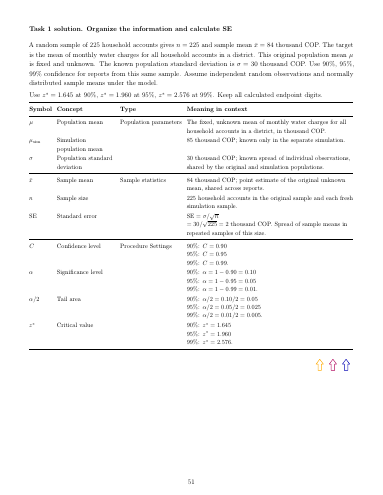 Task 1 solution. Organize the information and calculate SE
A random sample of 225 household accounts gives n = 225 and sample mean x̄ = 84 thousand COP. The target
is the mean of monthly water charges for all household accounts in a district. This original population mean μ
is fixed and unknown. The known population standard deviation is σ = 30 thousand COP. Use 90%, 95%,
99% confidence for reports from this same sample. Assume independent random observations and normally
distributed sample means under the model.
Use z* = 1.645 at 90%, z* = 1.960 at 95%, z* = 2.576 at 99%. Keep all calculated endpoint digits.
Symbol Concept Type Meaning in context
μ Population mean Population parameters The fixed, unknown mean of monthly water charges for all
household accounts in a district, in thousand COP.
μsim Simulation 85 thousand COP; known only in the separate simulation.
population mean
σ Population standard 30 thousand COP; known spread of individual observations,
deviation shared by the original and simulation populations.
x̄ Sample mean Sample statistics 84 thousand COP; point estimate of the original unknown
mean, shared across reports.
n Sample size 225 household accounts in the original sample and each fresh
simulation sample.
SE Standard error SE = σ/√n
= 30/√225 = 2 thousand COP. Spread of sample means in
repeated samples of this size.
C Confidence level Procedure Settings 90%: C = 0.90
95%: C = 0.95
99%: C = 0.99.
α Significance level 90%: α = 1 − 0.90 = 0.10
95%: α = 1 − 0.95 = 0.05
99%: α = 1 − 0.99 = 0.01.
α/2 Tail area 90%: α/2 = 0.10/2 = 0.05
95%: α/2 = 0.05/2 = 0.025
99%: α/2 = 0.01/2 = 0.005.
z* Critical value 90%: z* = 1.645
95%: z* = 1.960
99%: z* = 2.576.
51